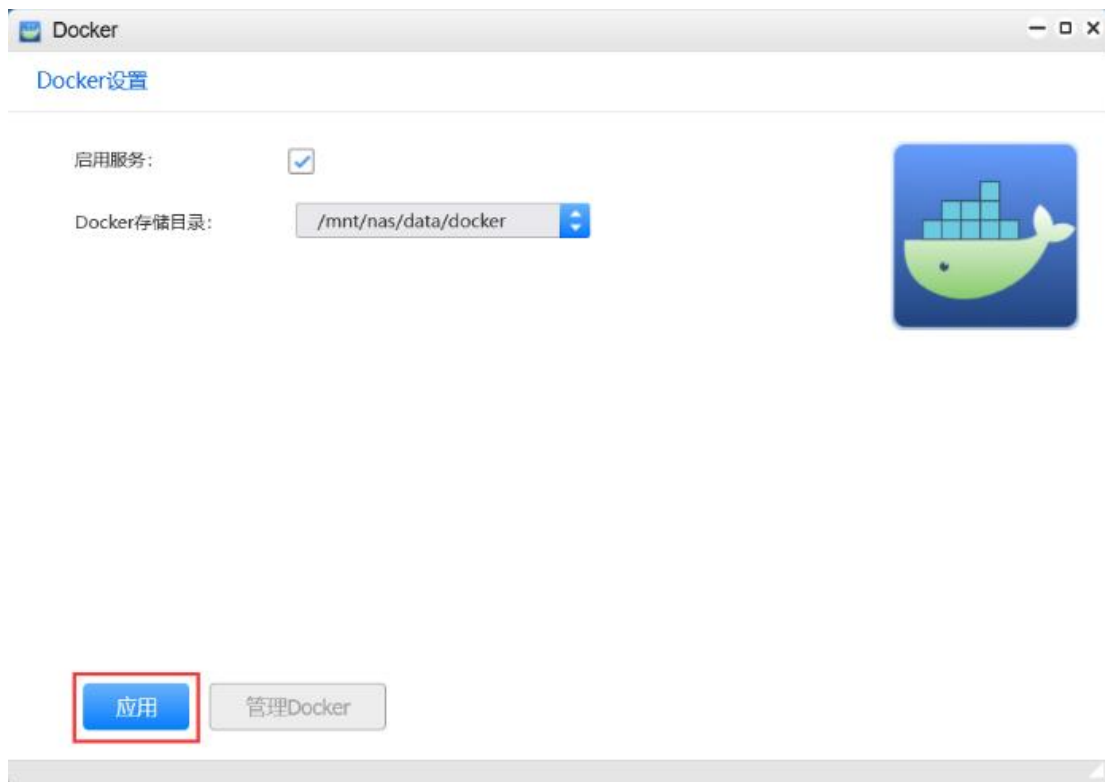 Docker
Docker设置
启用服务：
Docker存储目录：
/mnt/nas/data/docker
应用
管理Docker